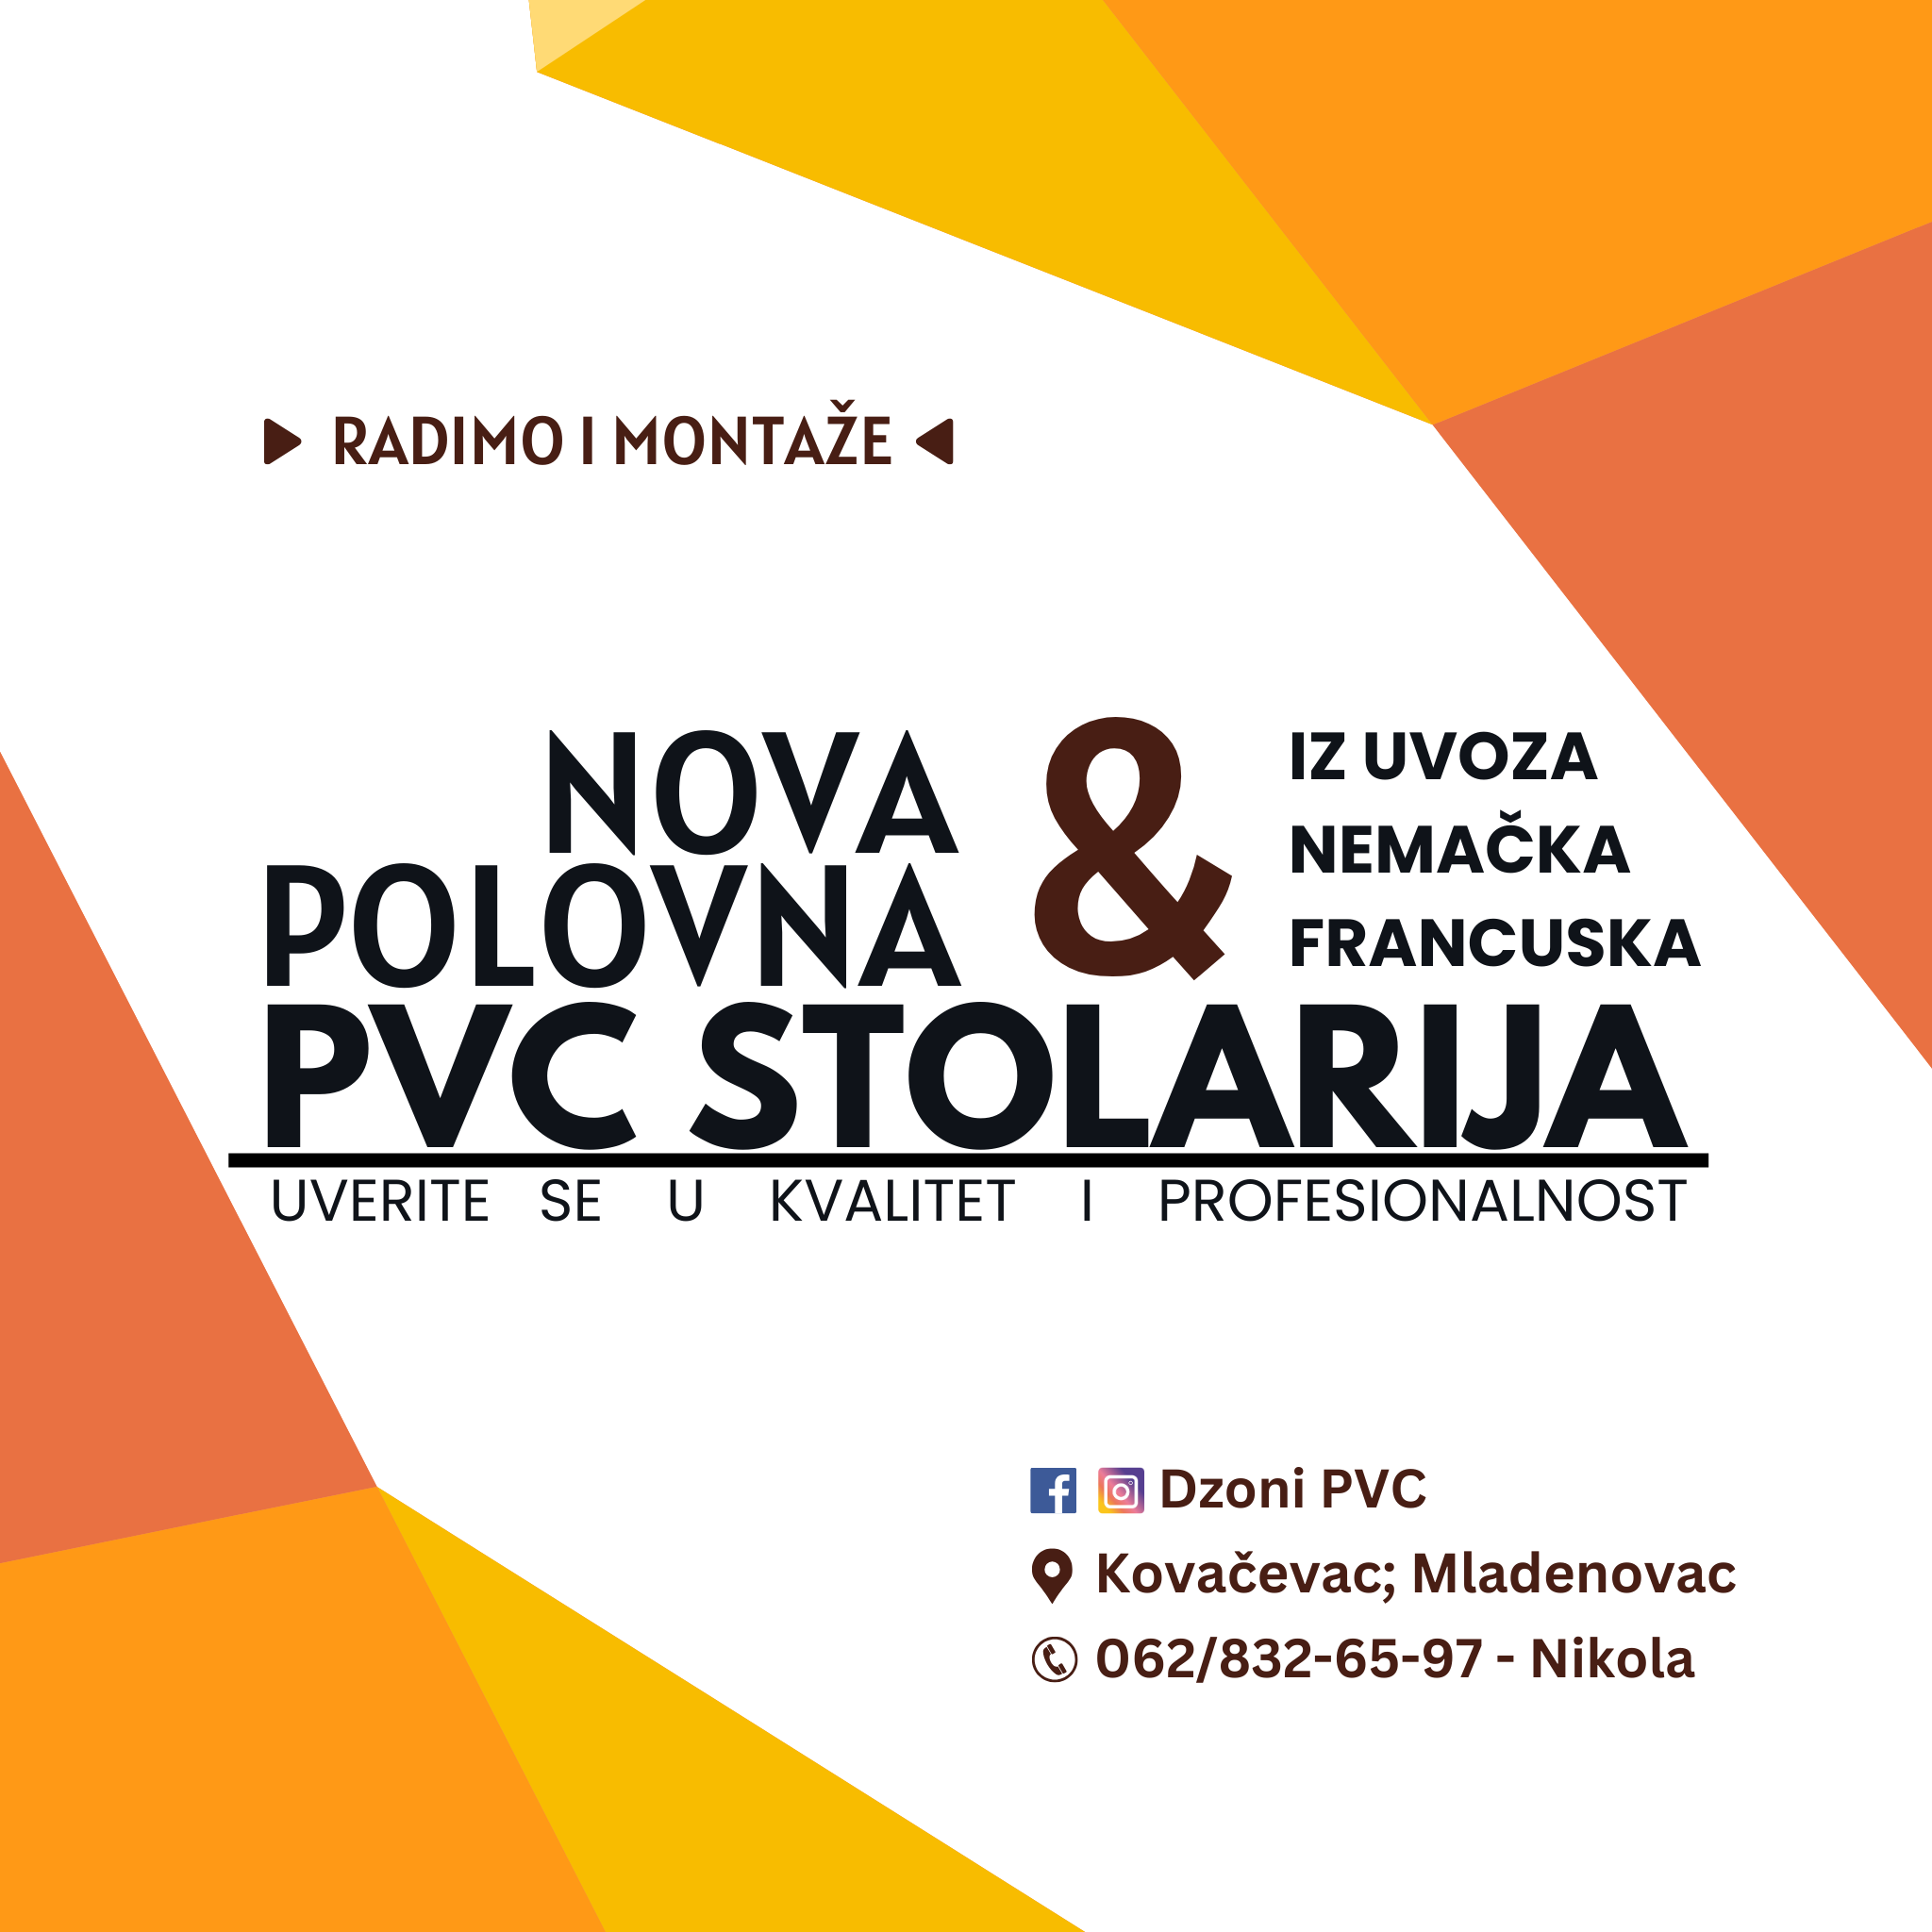 RADIMO I MONTAŽE
NOVA
POLOVNA
&
IZ UVOZA
NEMAČKA
FRANCUSKA
PVC STOLARIJA
UVERITE SE U KVALITET I PROFESIONALNOST
Dzoni PVC
Kovačevac; Mladenovac
062/832-65-97 - Nikola